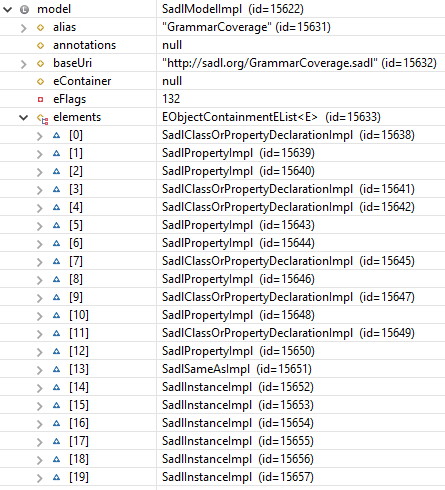 model SadlModelImpl (id=15622)
alias "GrammarCoverage" (id=15631)
annotations null
baseUri "http://sadl.org/GrammarCoverage.sadl" (id=15632)
eContainer null
eFlags 132
elements EObjectContainmentEList<E> (id=15633)
[0] SadlClassOrPropertyDeclarationImpl (id=15638)
[1] SadlPropertyImpl (id=15639)
[2] SadlPropertyImpl (id=15640)
[3] SadlClassOrPropertyDeclarationImpl (id=15641)
[4] SadlClassOrPropertyDeclarationImpl (id=15642)
[5] SadlPropertyImpl (id=15643)
[6] SadlPropertyImpl (id=15644)
[7] SadlClassOrPropertyDeclarationImpl (id=15645)
[8] SadlPropertyImpl (id=15646)
[9] SadlClassOrPropertyDeclarationImpl (id=15647)
[10] SadlPropertyImpl (id=15648)
[11] SadlClassOrPropertyDeclarationImpl (id=15649)
[12] SadlPropertyImpl (id=15650)
[13] SadlSameAsImpl (id=15651)
[14] SadlInstanceImpl (id=15652)
[15] SadlInstanceImpl (id=15653)
[16] SadlInstanceImpl (id=15654)
[17] SadlInstanceImpl (id=15655)
[18] SadlInstanceImpl (id=15656)
[19] SadlInstanceImpl (id=15657)